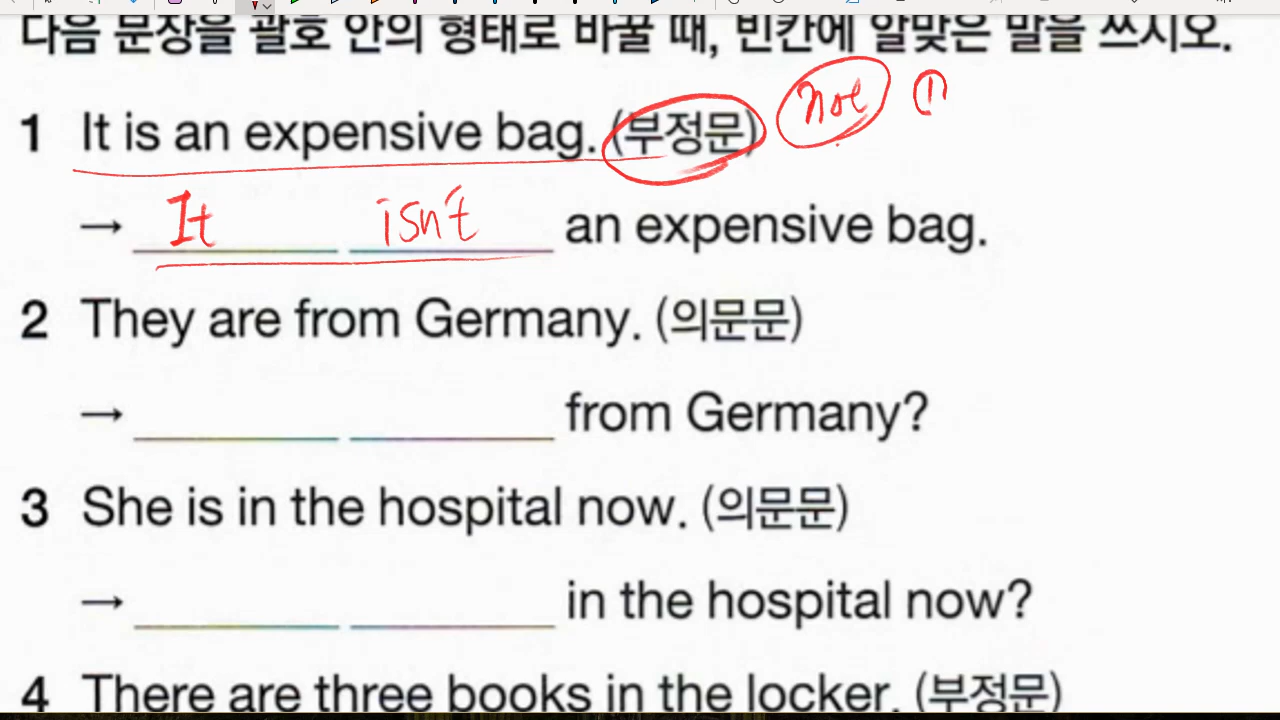 다음 문장을 괄호 안의 형태로 바꿀 때, 빈칸에 알맞은 말을 쓰시오.
1 It is an expensive bag. (부정문) not ①
→ It isn't an expensive bag.
2 They are from Germany. (의문문)
→ from Germany?
3 She is in the hospital now. (의문문)
→ in the hospital now?
4 There are three books in the locker. (부정문)